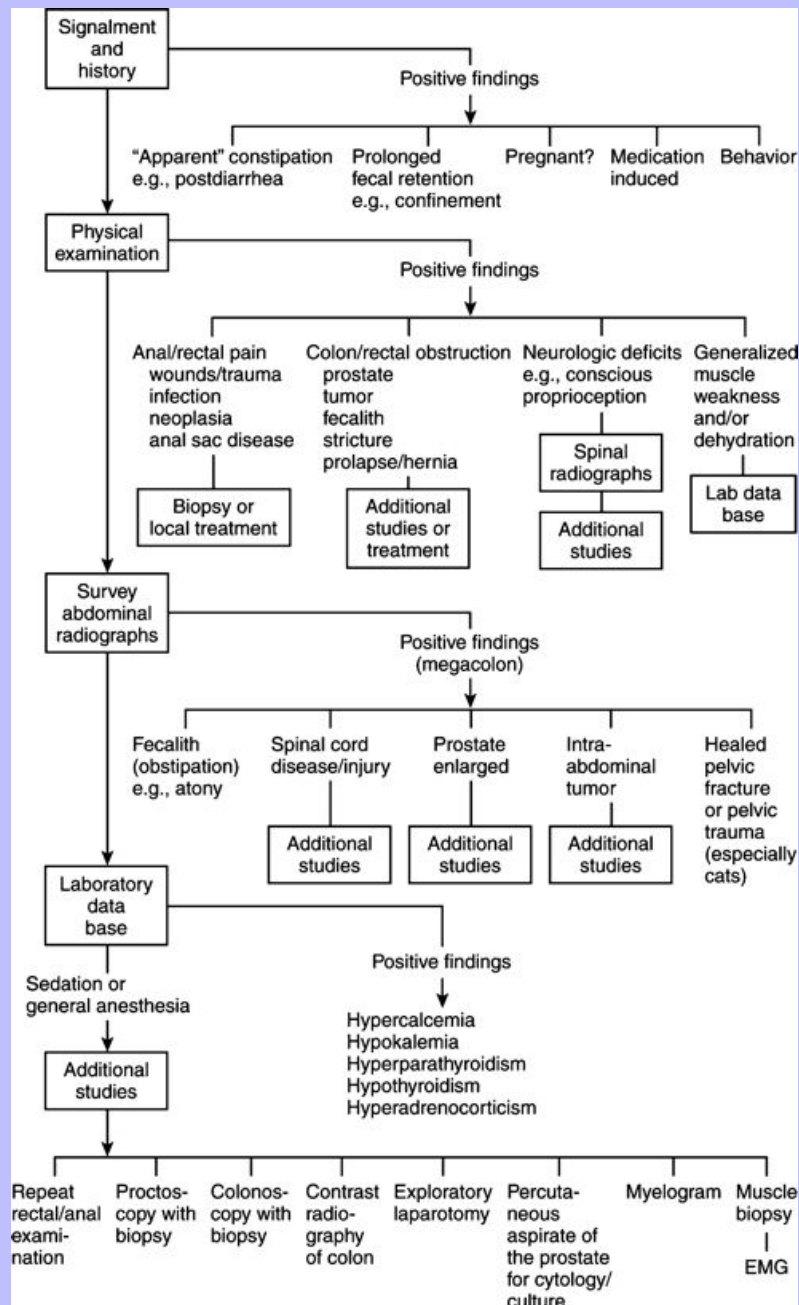 Signalment
and
history
Positive findings
"Apparent" constipation
e.g., postdiarrhea
Prolonged
fecal retention
e.g., confinement
Pregnant?
Medication
induced
Behavior
Physical
examination
Positive findings
Anal/rectal pain
wounds/trauma
infection
neoplasia
anal sac disease
Biopsy or
local treatment
Colon/rectal obstruction
prostate
tumor
fecalith
stricture
prolapse/hernia
Additional
studies or
treatment
Neurologic deficits
e.g., conscious
proprioception
Spinal
radiographs
Additional
studies
Generalized
muscle
weakness
and/or
dehydration
Lab data
base
Survey
abdominal
radiographs
Positive findings
(megacolon)
Fecalith
(obstipation)
e.g., atony
Spinal cord
disease/injury
Additional
studies
Prostate
enlarged
Additional
studies
Intra-
abdominal
tumor
Additional
studies
Healed
pelvic
fracture
or pelvic
trauma
(especially
cats)
Laboratory
data
base
Positive findings
Hypercalcemia
Hypokalemia
Hyperparathyroidism
Hypothyroidism
Hyperadrenocorticism
Sedation or
general anesthesia
Additional
studies
Repeat
rectal/anal
exami-
nation
Proctos-
copy with
biopsy
Colonos-
copy with
biopsy
Contrast
radio-
graphy
of colon
Exploratory
laparotomy
Percuta-
neous
aspirate of
the prostate
for cytology/
culture
Myelogram
Muscle
biopsy
EMG